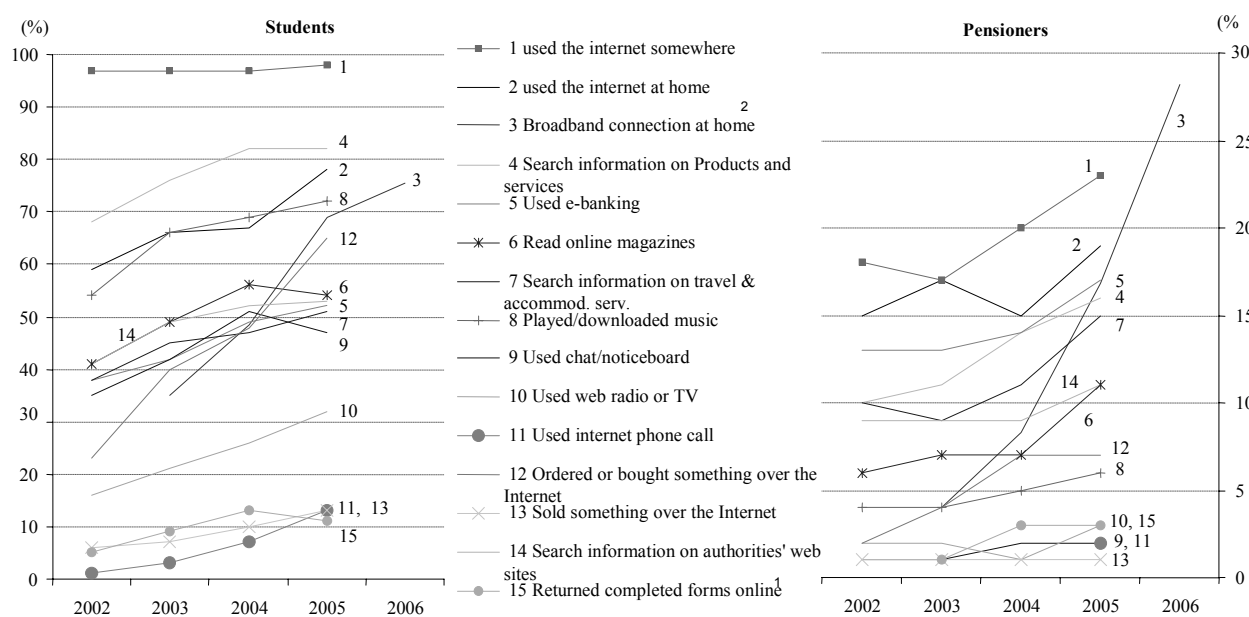 Students
(%)
100
90
80
70
60
50
40
30
20
10
0
1
4
2
3
8
12
6
5
14
7
9
10
11, 13
15
2002 2003 2004 2005 2006
1 used the internet somewhere
2 used the internet at home
3 Broadband connection at home 2
4 Search information on Products and
services
5 Used e-banking
6 Read online magazines
7 Search information on travel &
accommod. serv.
8 Played/downloaded music
9 Used chat/noticeboard
10 Used web radio or TV
11 Used internet phone call
12 Ordered or bought something over the
Internet
13 Sold something over the Internet
14 Search information on authorities' web
sites
15 Returned completed forms online 1
Pensioners
(%
30
25
20
15
10
5
0
3
1
2
5
4
7
14
6
12
8
10, 15
9, 11
13
2002 2003 2004 2005 2006